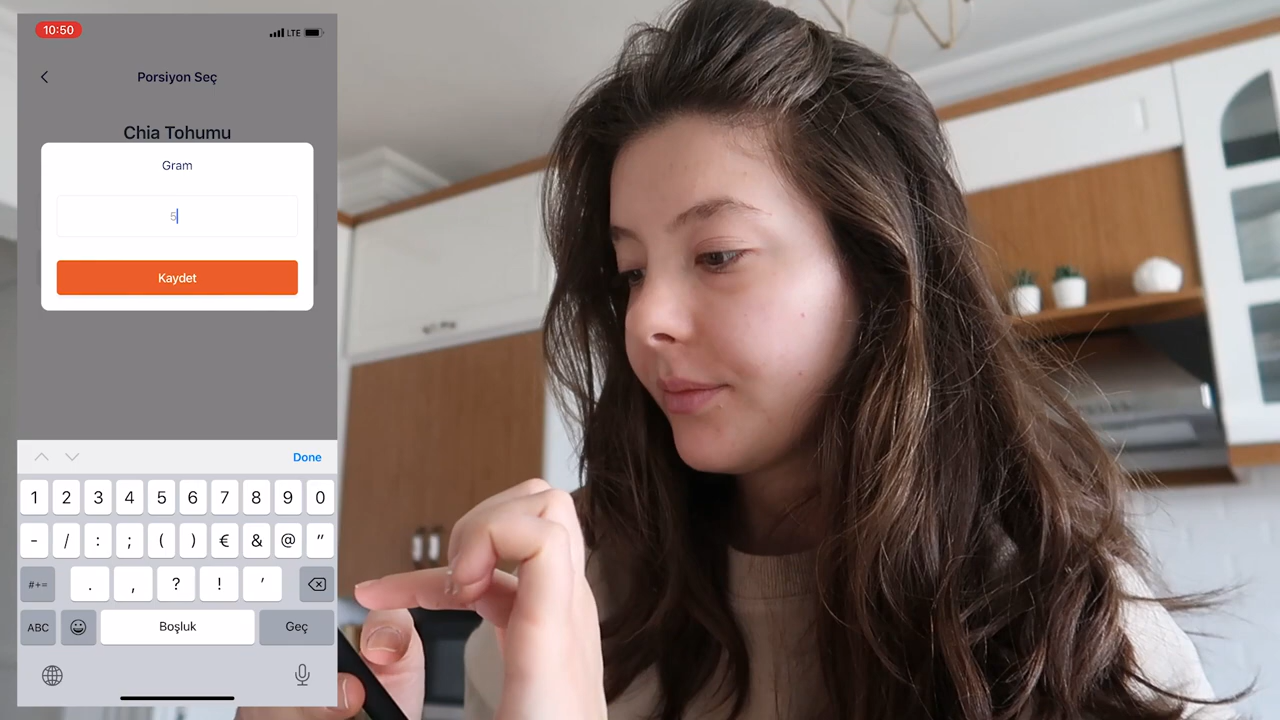 10:50
LTE
Porsiyon Seç
Chia Tohumu
Gram
5
Kaydet
Done
1 2 3 4 5 6 7 8 9 0
- / : ; ( ) € & @ "
#+= . , ? ! '
ABC Boşluk Geç